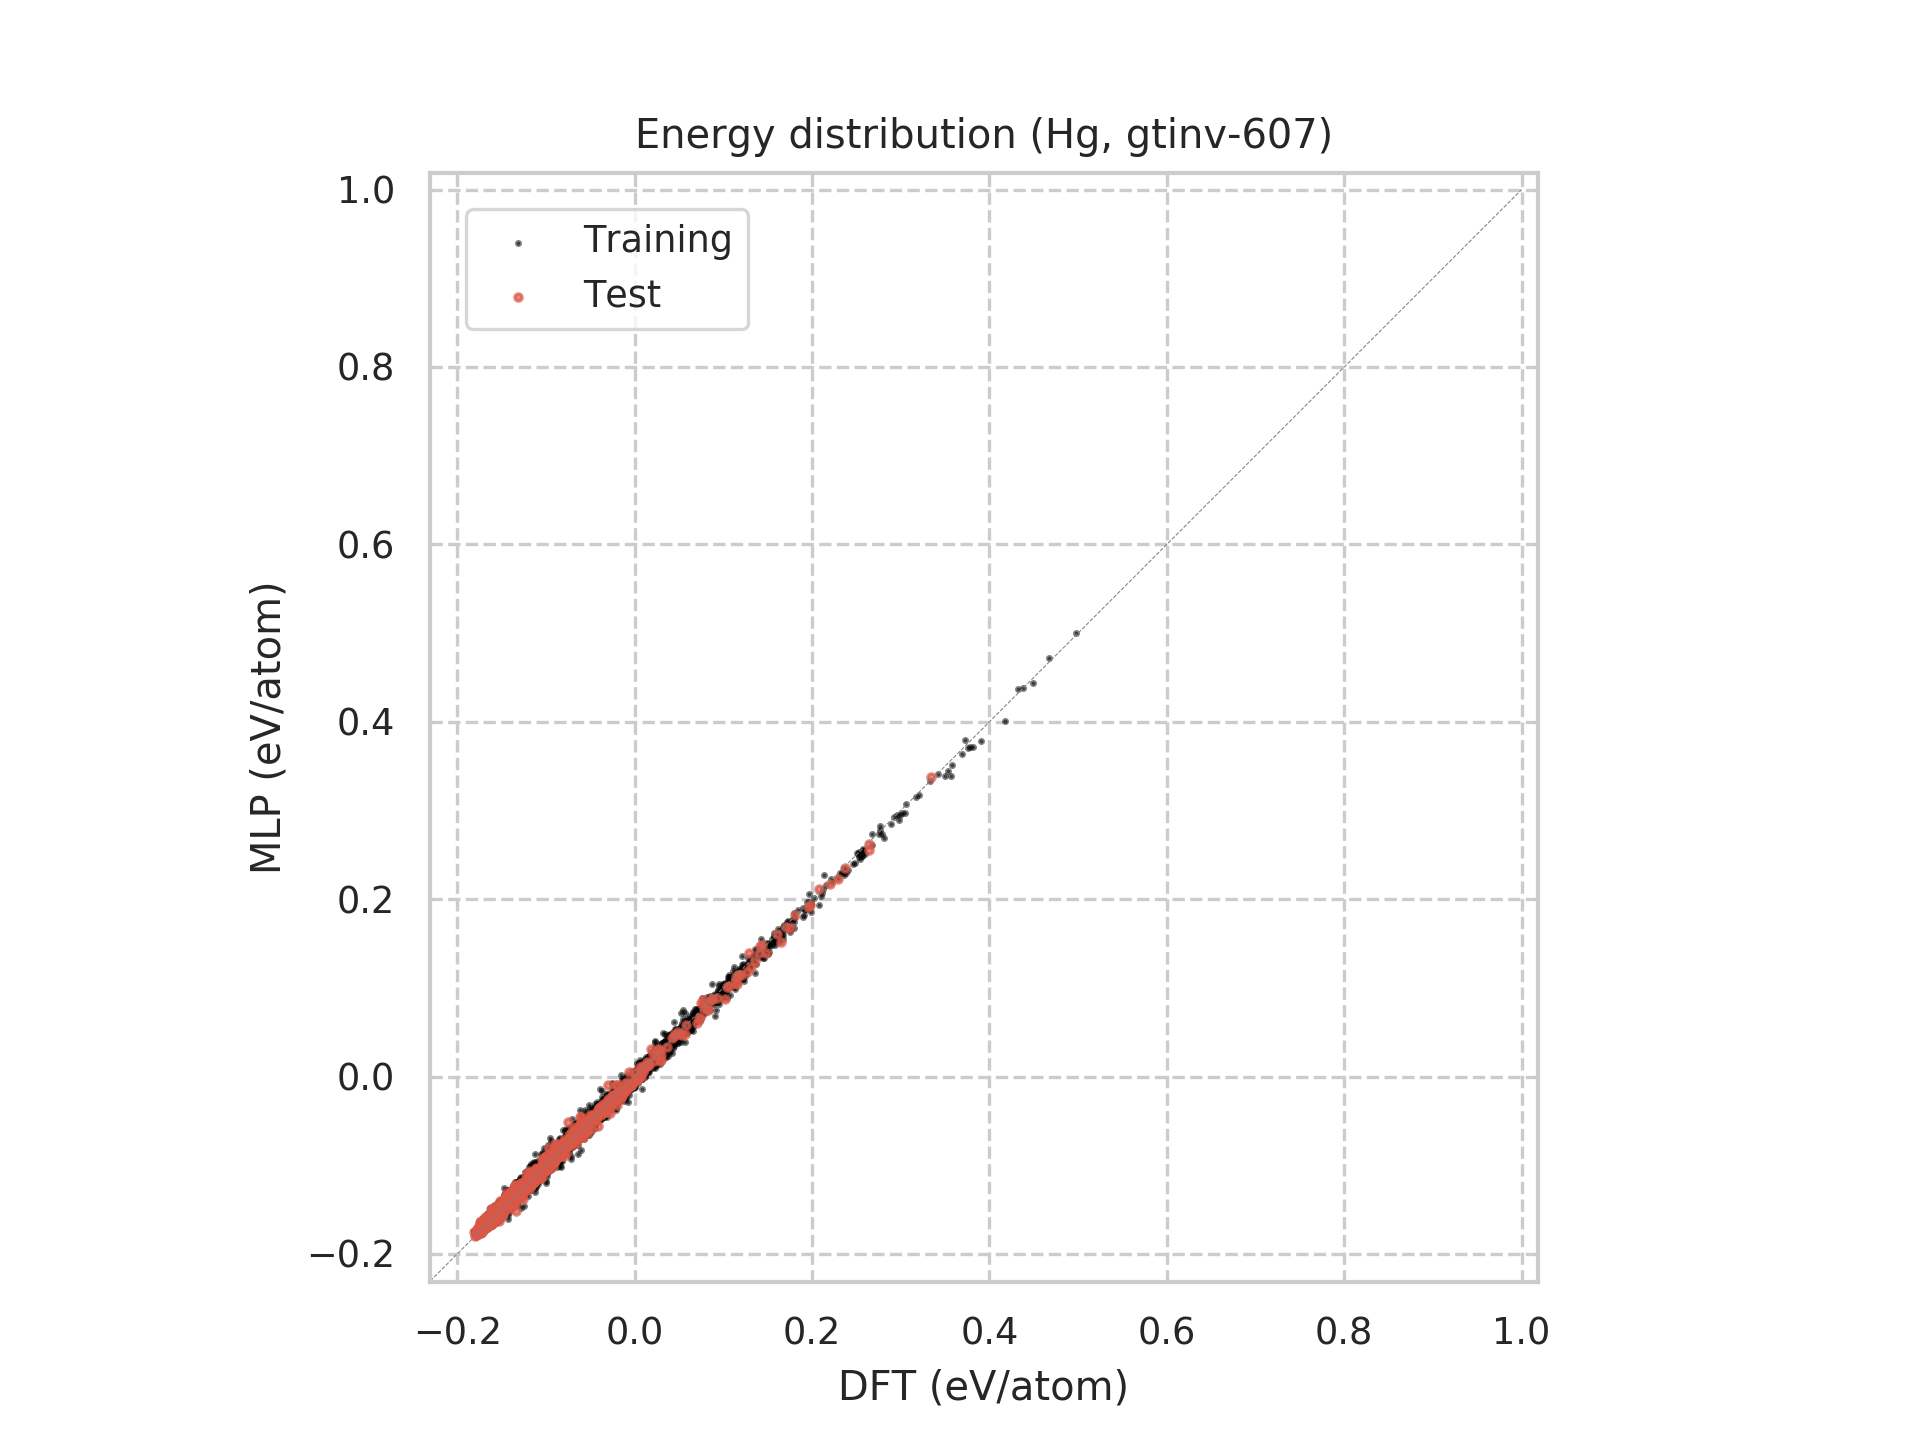 Energy distribution (Hg, gtinv-607)
1.0
0.8
0.6
0.4
0.2
0.0
−0.2
MLP (eV/atom)
Training
Test
−0.2 0.0 0.2 0.4 0.6 0.8 1.0
DFT (eV/atom)